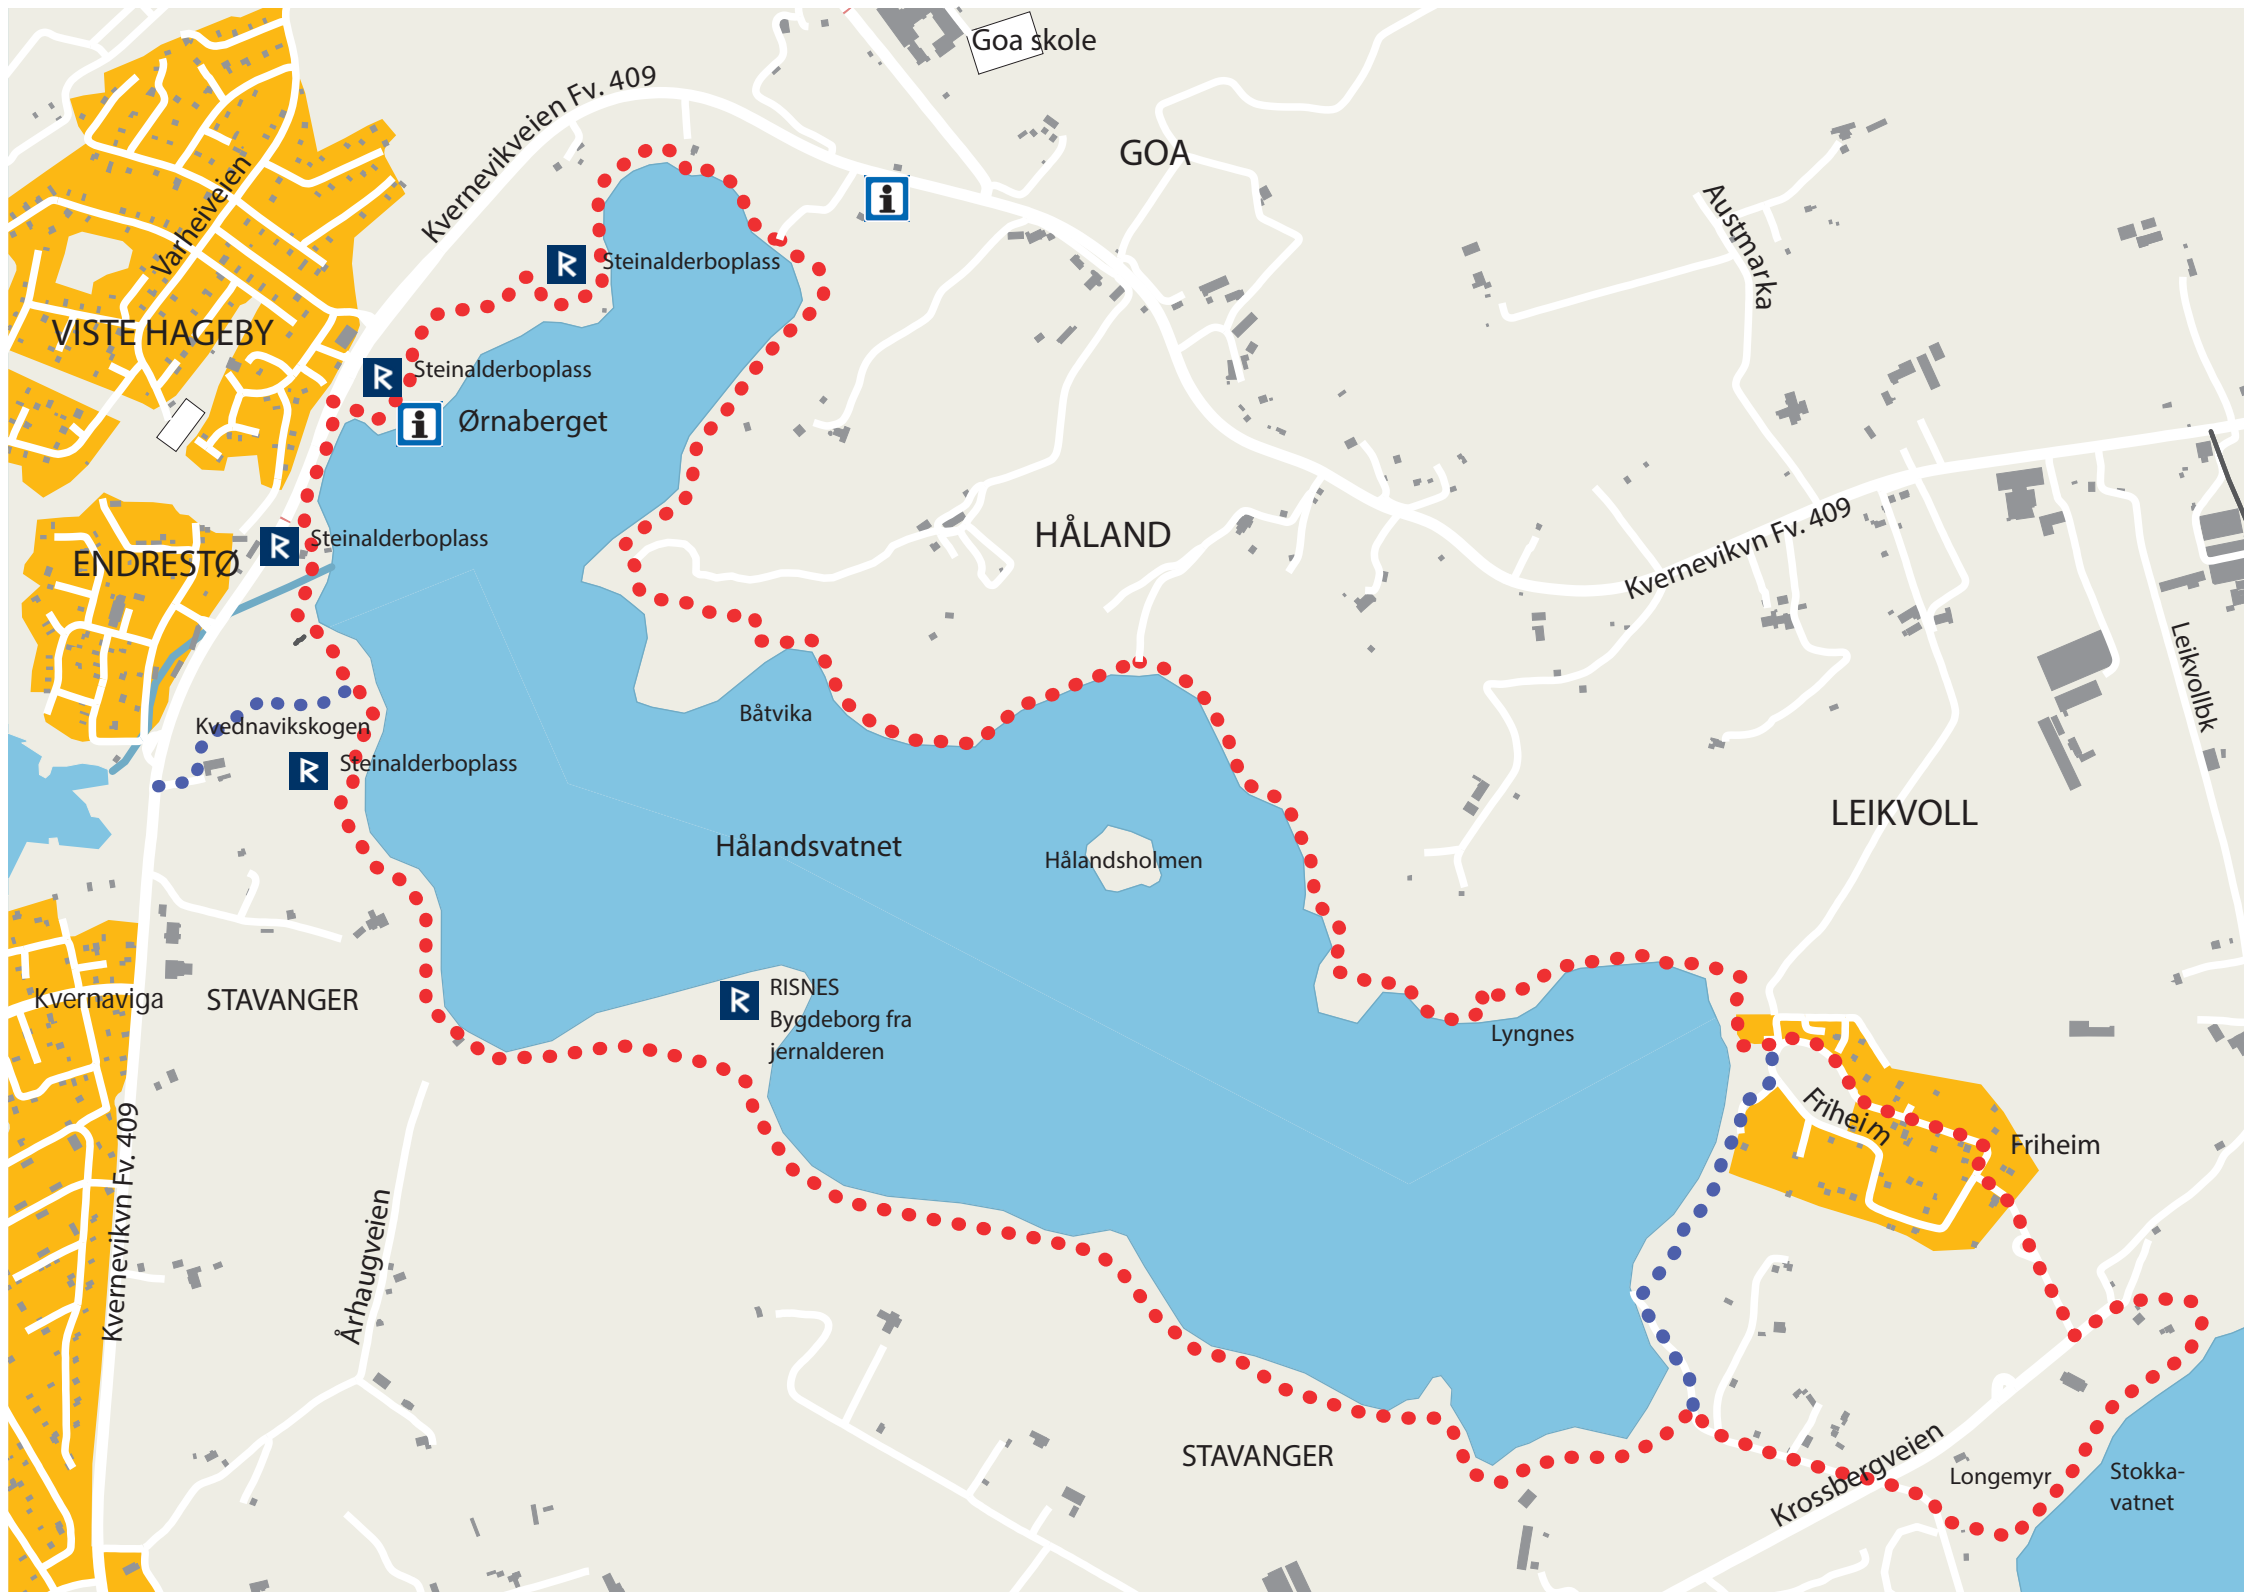 Goa skole
Kvernevikveien Fv. 409
GOA
Varheiveien
Austmarka
Steinalderboplass
VISTE HAGEBY
Steinalderboplass
Ørnaberget
HÅLAND
Steinalderboplass
ENDRESTØ
Kvernevikvn Fv. 409
Leikvollbk
Kvednavikskogen
Båtvika
Steinalderboplass
LEIKVOLL
Hålandsvatnet
Hålandsholmen
Kvernaviga
STAVANGER
RISNES
Bygdeborg fra
jernalderen
Lyngnes
Friheim
Friheim
Kvernevikvn Fv. 409
Århaugveien
STAVANGER
Krossbergveien
Longemyr
Stokka-
vatnet